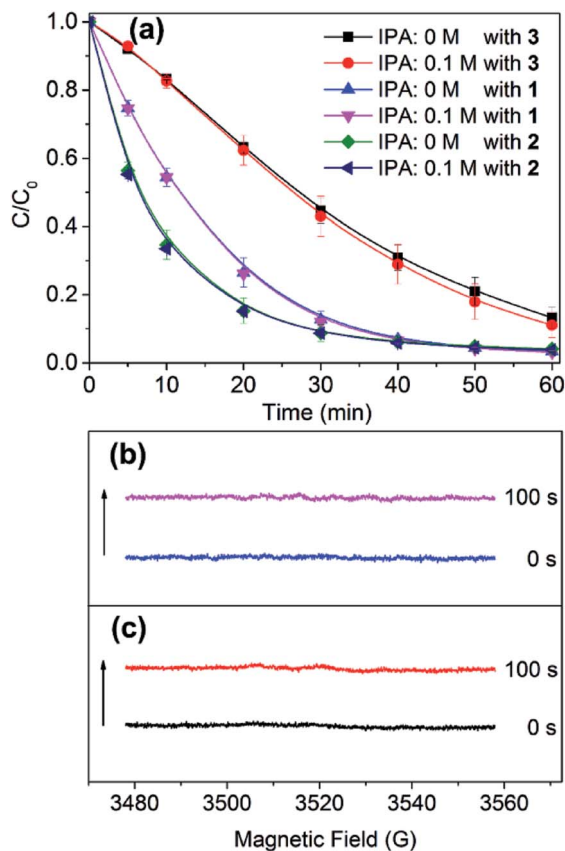 (a)
IPA: 0 M with 3
IPA: 0.1 M with 3
IPA: 0 M with 1
IPA: 0.1 M with 1
IPA: 0 M with 2
IPA: 0.1 M with 2
C/C0
1.0
0.8
0.6
0.4
0.2
0.0
0 10 20 30 40 50 60
Time (min)
(b)
100 s
0 s
(c)
100 s
0 s
3480 3500 3520 3540 3560
Magnetic Field (G)